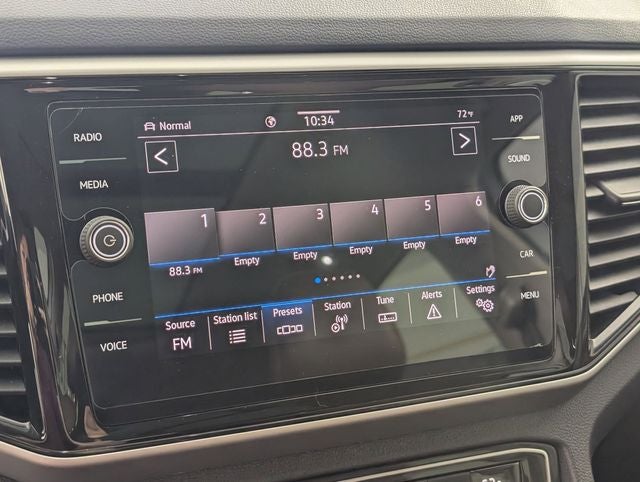 RADIO
MEDIA
PHONE
VOICE
Normal
10:34
72°F
88.3 FM
1
2
3
4
5
6
88.3 FM
Empty
Empty
Empty
Empty
Empty
Source
FM
Station list
Presets
Station
Tune
Alerts
Settings
APP
SOUND
CAR
MENU